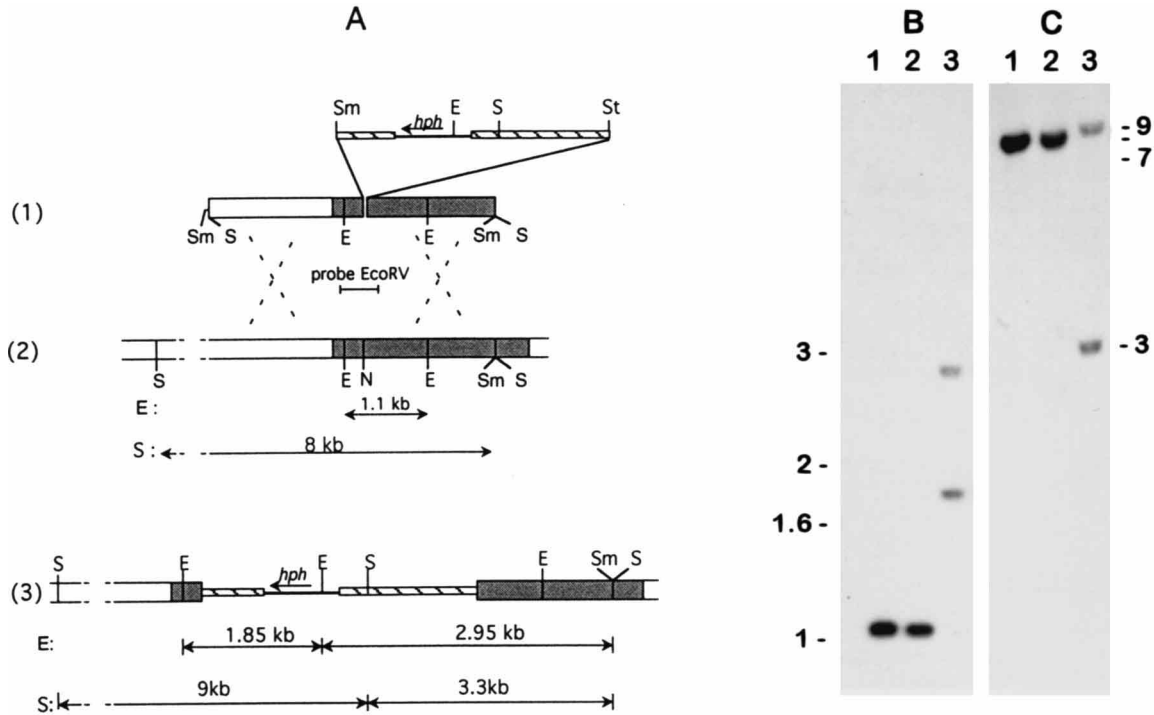 A
Sm
E
S
St
hph
(1)
Sm S
E
E
Sm S
probe EcoRV
(2)
S
E N
E
Sm S
E :
1.1 kb
S :
8 kb
(3)
S
E
hph
E
S
E
Sm S
E:
1.85 kb
2.95 kb
S:
9kb
3.3kb
B
1 2 3
3 -
2 -
1.6 -
1 -
C
1 2 3
- 9
-
- 7
- 3